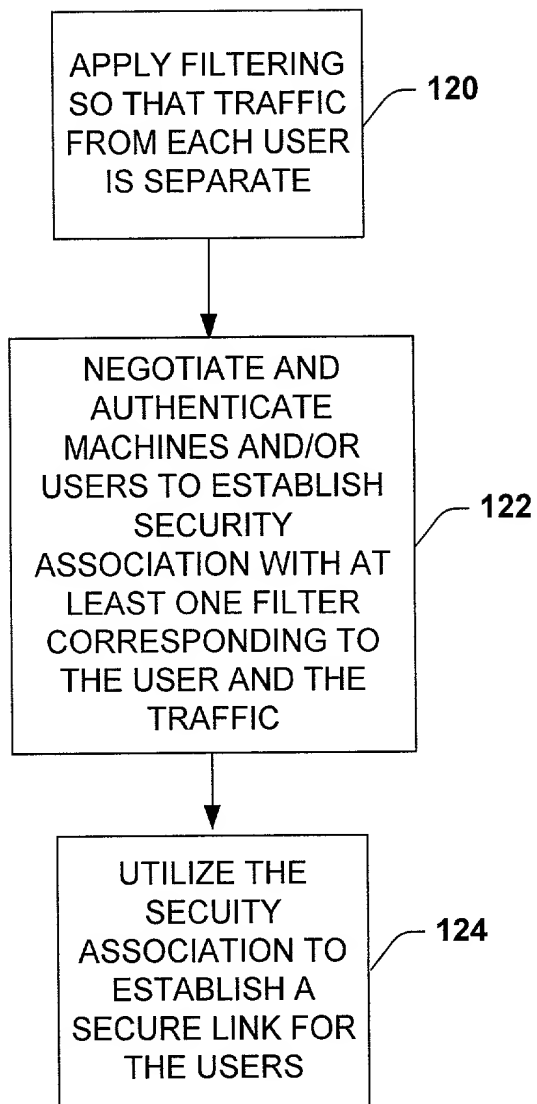 APPLY FILTERING
SO THAT TRAFFIC
FROM EACH USER
IS SEPARATE
120
NEGOTIATE AND
AUTHENTICATE
MACHINES AND/OR
USERS TO ESTABLISH
SECURITY
ASSOCIATION WITH AT
LEAST ONE FILTER
CORRESPONDING TO
THE USER AND THE
TRAFFIC
122
UTILIZE THE
SECUITY
ASSOCIATION TO
ESTABLISH A
SECURE LINK FOR
THE USERS
124